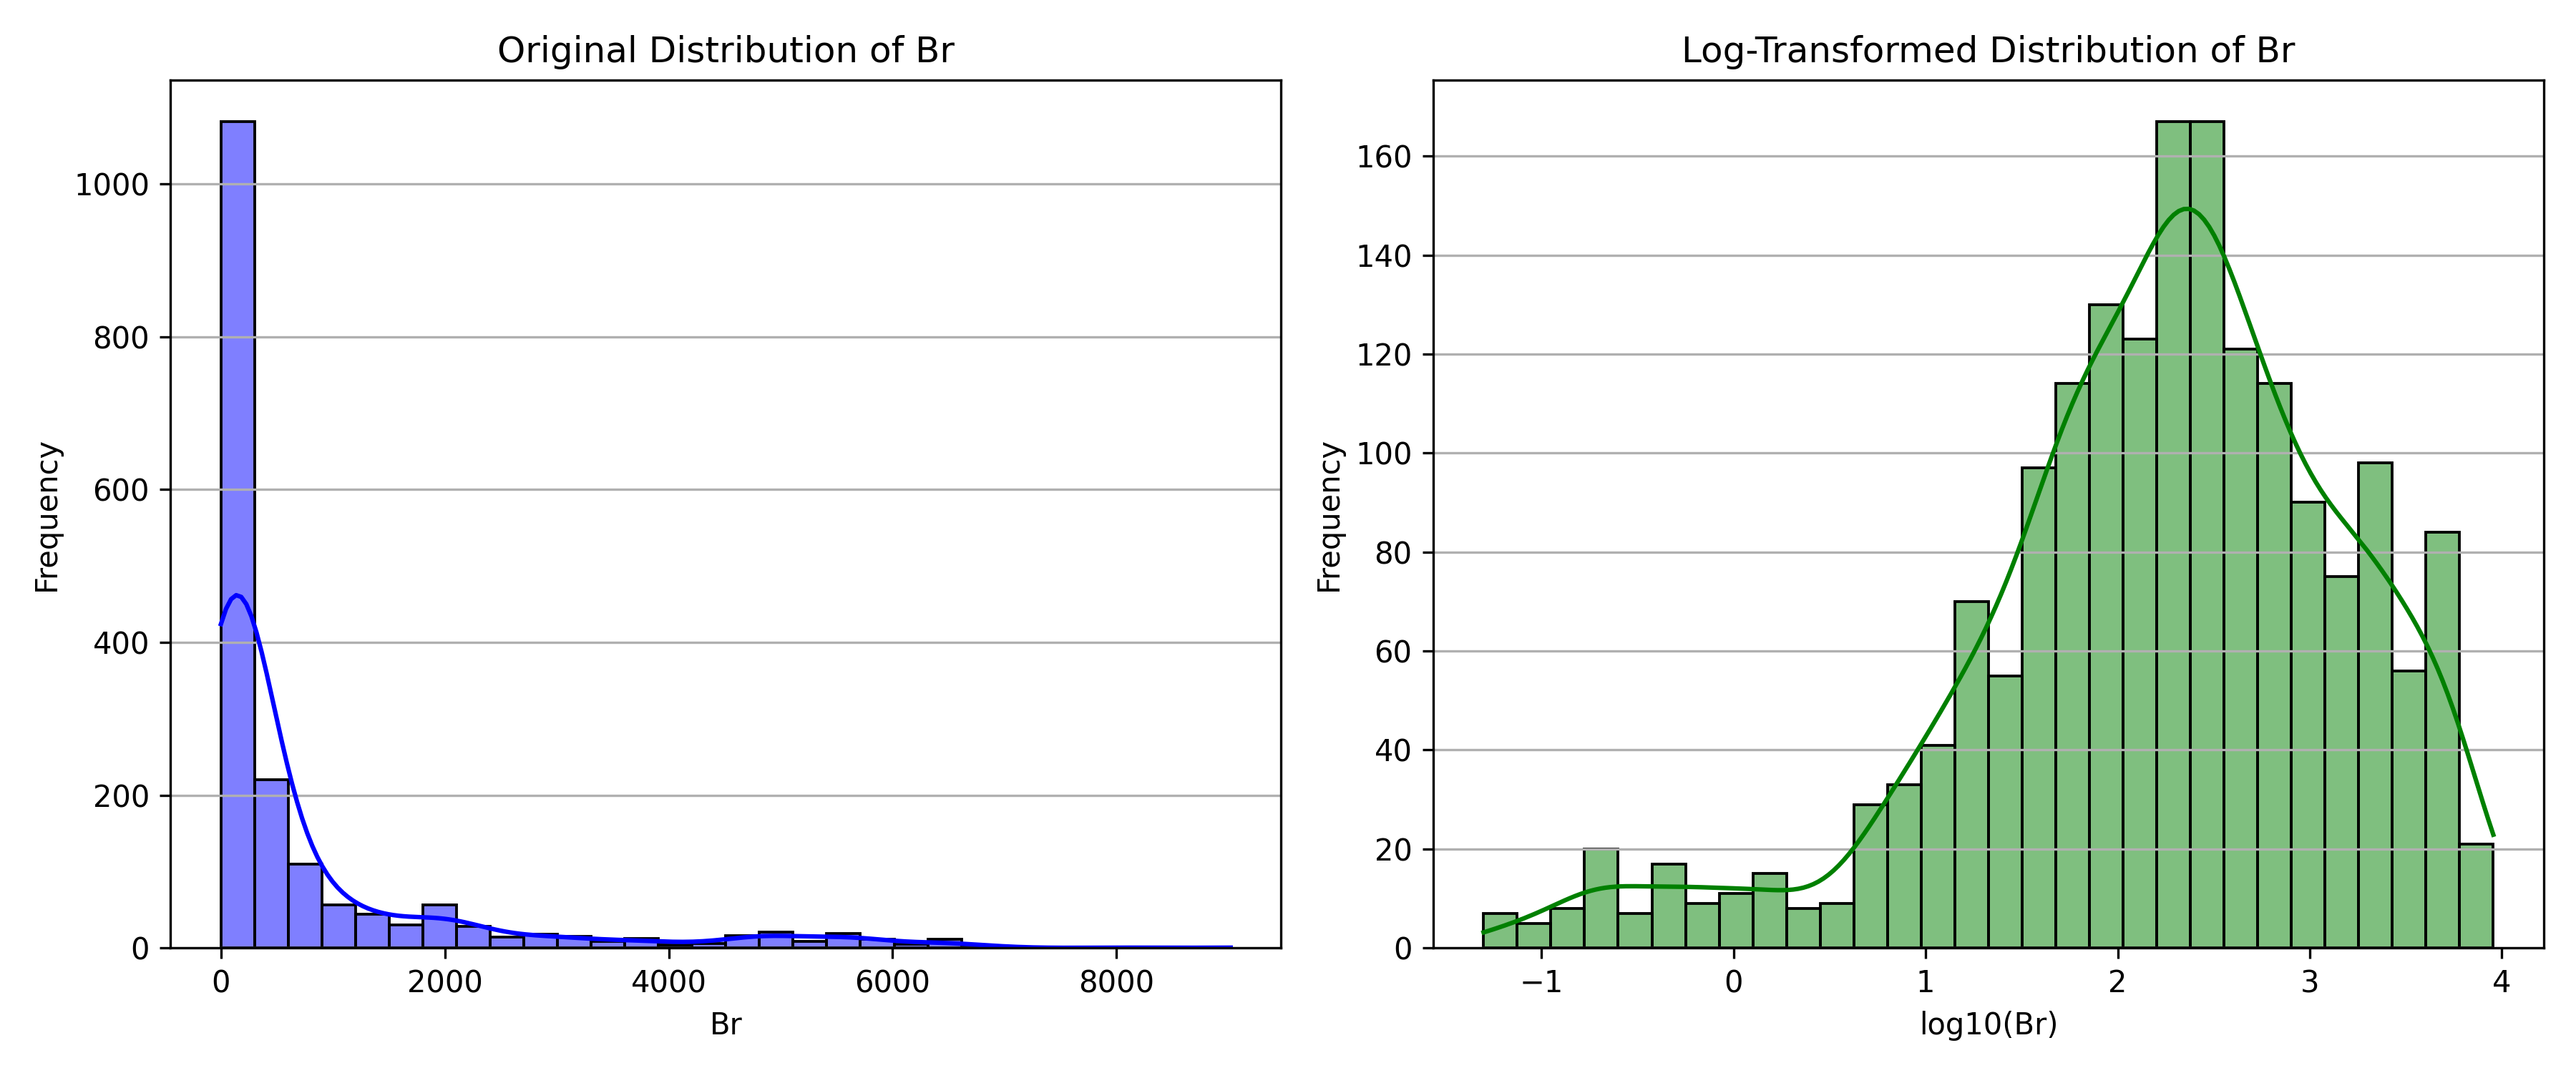 Original Distribution of Br
1000
800
600
400
200
0
Frequency
0 2000 4000 6000 8000
Br
Log-Transformed Distribution of Br
160
140
120
100
80
60
40
20
0
Frequency
−1 0 1 2 3 4
log10(Br)